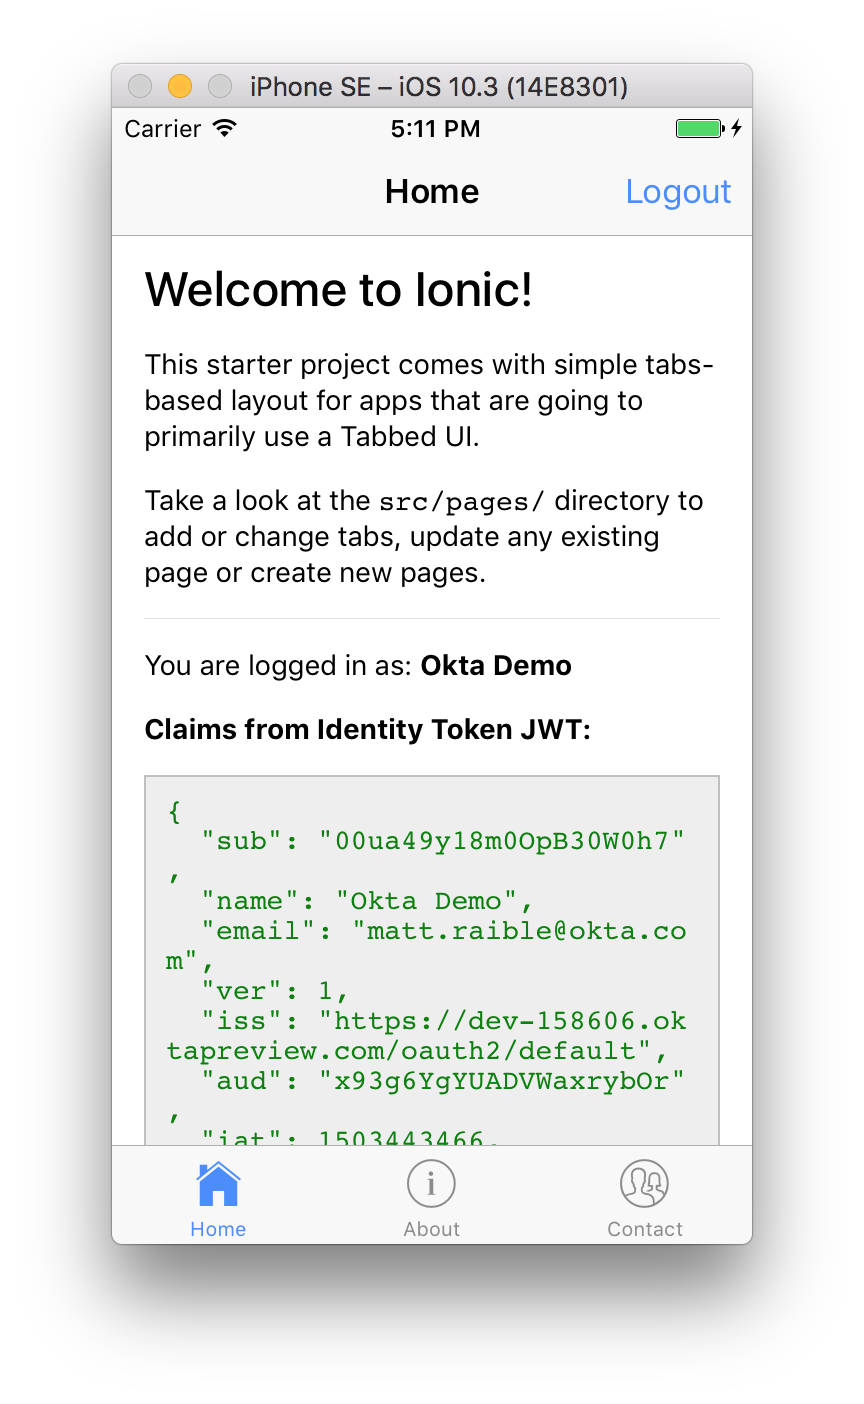 iPhone SE – iOS 10.3 (14E8301)
Carrier 5:11 PM
Home Logout
Welcome to Ionic!
This starter project comes with simple tabs-
based layout for apps that are going to
primarily use a Tabbed UI.
Take a look at the src/pages/ directory to
add or change tabs, update any existing
page or create new pages.
You are logged in as: Okta Demo
Claims from Identity Token JWT:
{
"sub": "00ua49y18m0OpB30W0h7"
,
"name": "Okta Demo",
"email": "matt.raible@okta.co
m",
"ver": 1,
"iss": "https://dev-158606.ok
tapreview.com/oauth2/default",
"aud": "x93g6YgYUADVWaxrybOr"
,
"iat": 1503443466,
Home About Contact